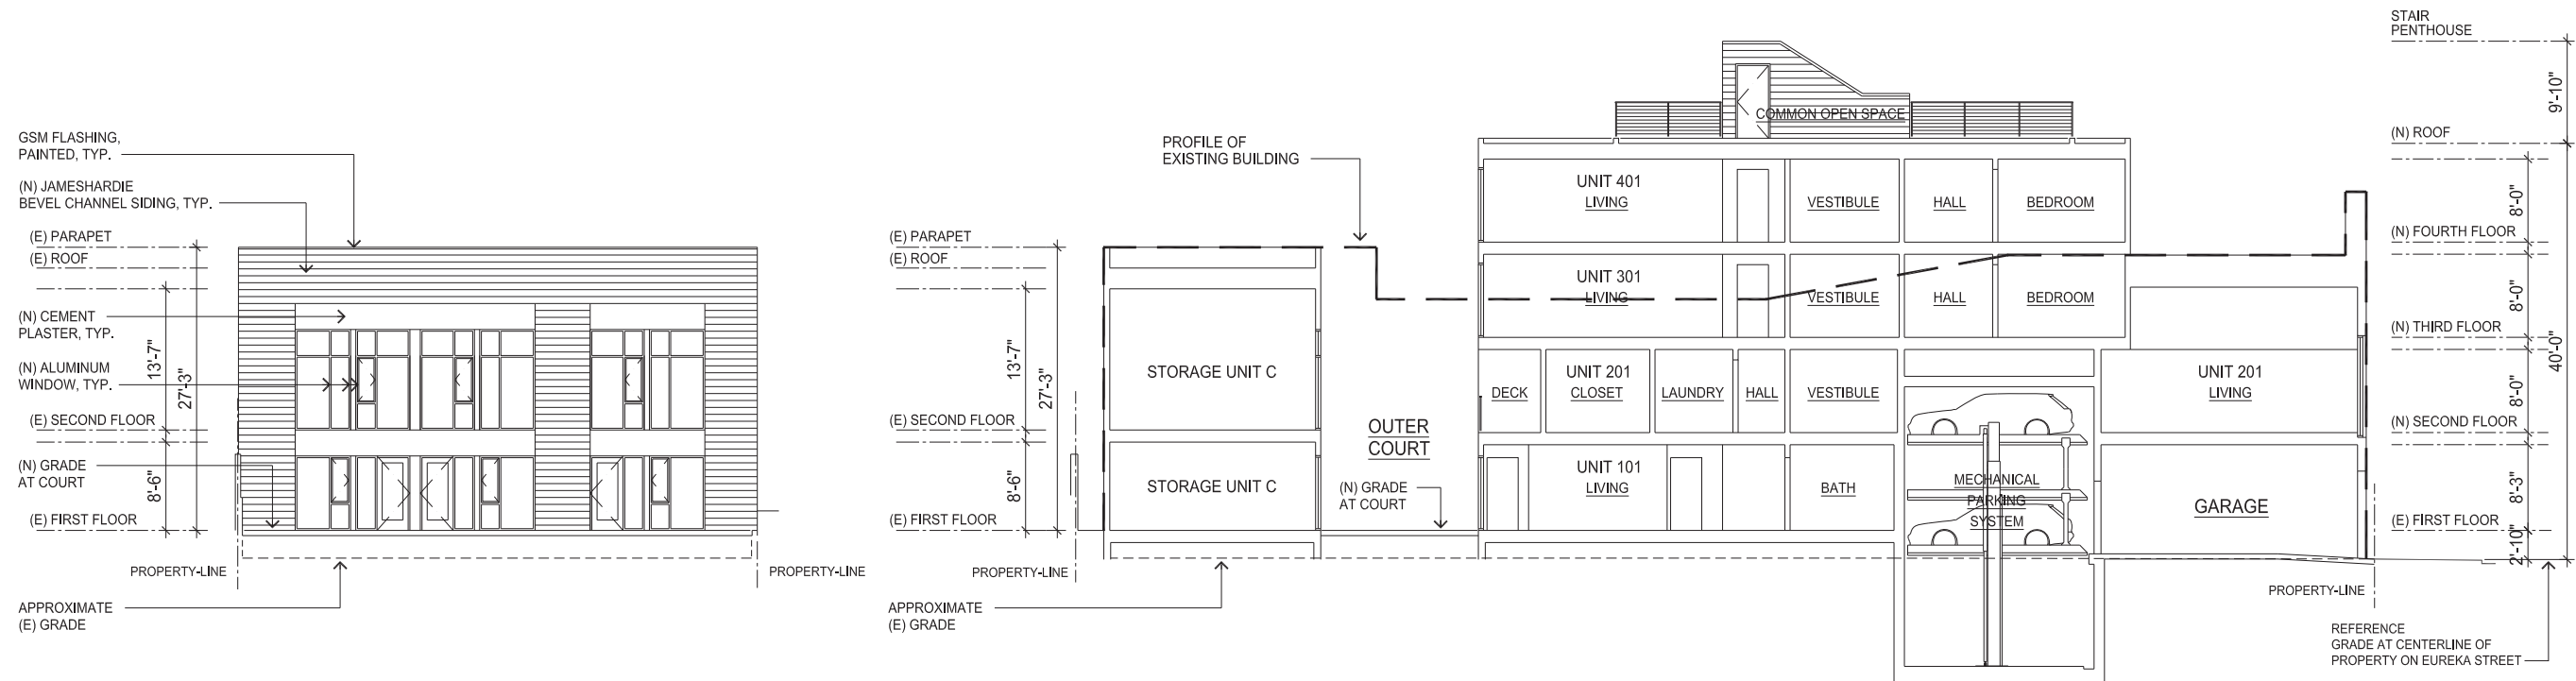 GSM FLASHING,
PAINTED, TYP.
(N) JAMESHARDIE
BEVEL CHANNEL SIDING, TYP.
(E) PARAPET
(E) ROOF
(N) CEMENT
PLASTER, TYP.
(N) ALUMINUM
WINDOW, TYP.
(E) SECOND FLOOR
(N) GRADE
AT COURT
(E) FIRST FLOOR
13'-7"
27'-3"
8'-6"
PROPERTY-LINE
PROPERTY-LINE
APPROXIMATE
(E) GRADE
PROFILE OF
EXISTING BUILDING
(E) PARAPET
(E) ROOF
13'-7"
27'-3"
(E) SECOND FLOOR
8'-6"
(E) FIRST FLOOR
PROPERTY-LINE
APPROXIMATE
(E) GRADE
STORAGE UNIT C
STORAGE UNIT C
OUTER
COURT
(N) GRADE
AT COURT
COMMON OPEN SPACE
UNIT 401
LIVING
VESTIBULE
HALL
BEDROOM
UNIT 301
LIVING
VESTIBULE
HALL
BEDROOM
DECK
UNIT 201
CLOSET
LAUNDRY
HALL
VESTIBULE
UNIT 201
LIVING
UNIT 101
LIVING
BATH
MECHANICAL
PARKING
SYSTEM
GARAGE
STAIR
PENTHOUSE
9'-10"
(N) ROOF
8'-0"
(N) FOURTH FLOOR
8'-0"
(N) THIRD FLOOR
40'-0"
8'-0"
(N) SECOND FLOOR
8'-3"
(E) FIRST FLOOR
2'-10"
PROPERTY-LINE
REFERENCE
GRADE AT CENTERLINE OF
PROPERTY ON EUREKA STREET